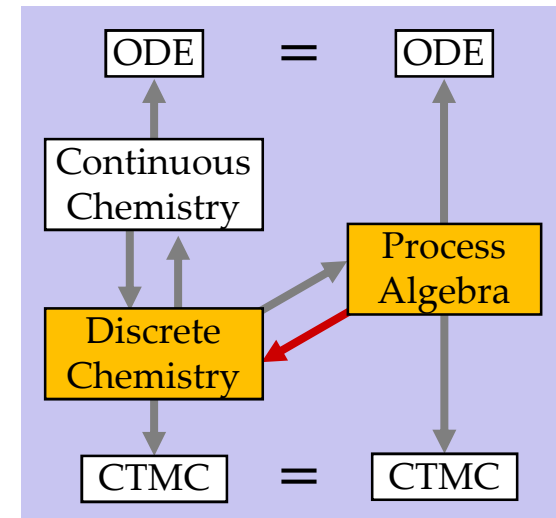 ODE = ODE
Continuous
Chemistry
Process
Algebra
Discrete
Chemistry
CTMC = CTMC